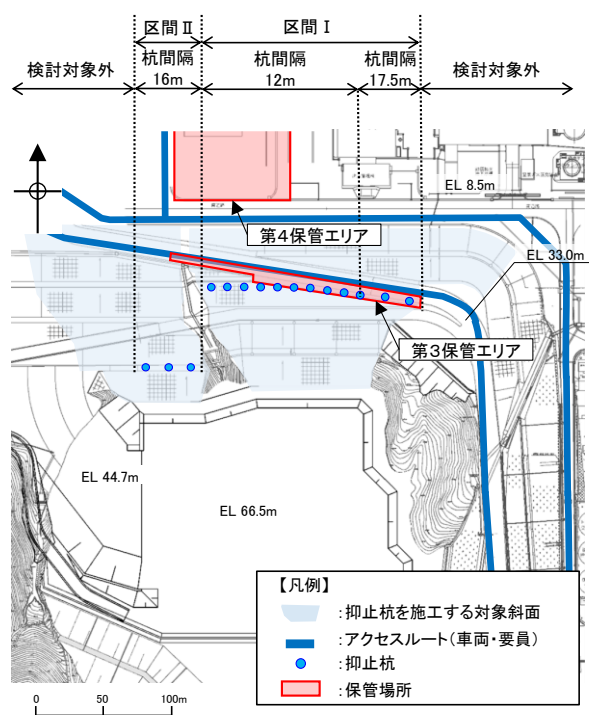 区間Ⅱ 区間Ⅰ
検討対象外 杭間隔 杭間隔 杭間隔 検討対象外
16m 12m 17.5m
EL 8.5m
第4保管エリア
EL 33.0m
第3保管エリア
EL 44.7m
EL 66.5m
【凡例】
:抑止杭を施工する対象斜面
:アクセスルート(車両・要員)
:抑止杭
:保管場所
0 50 100m